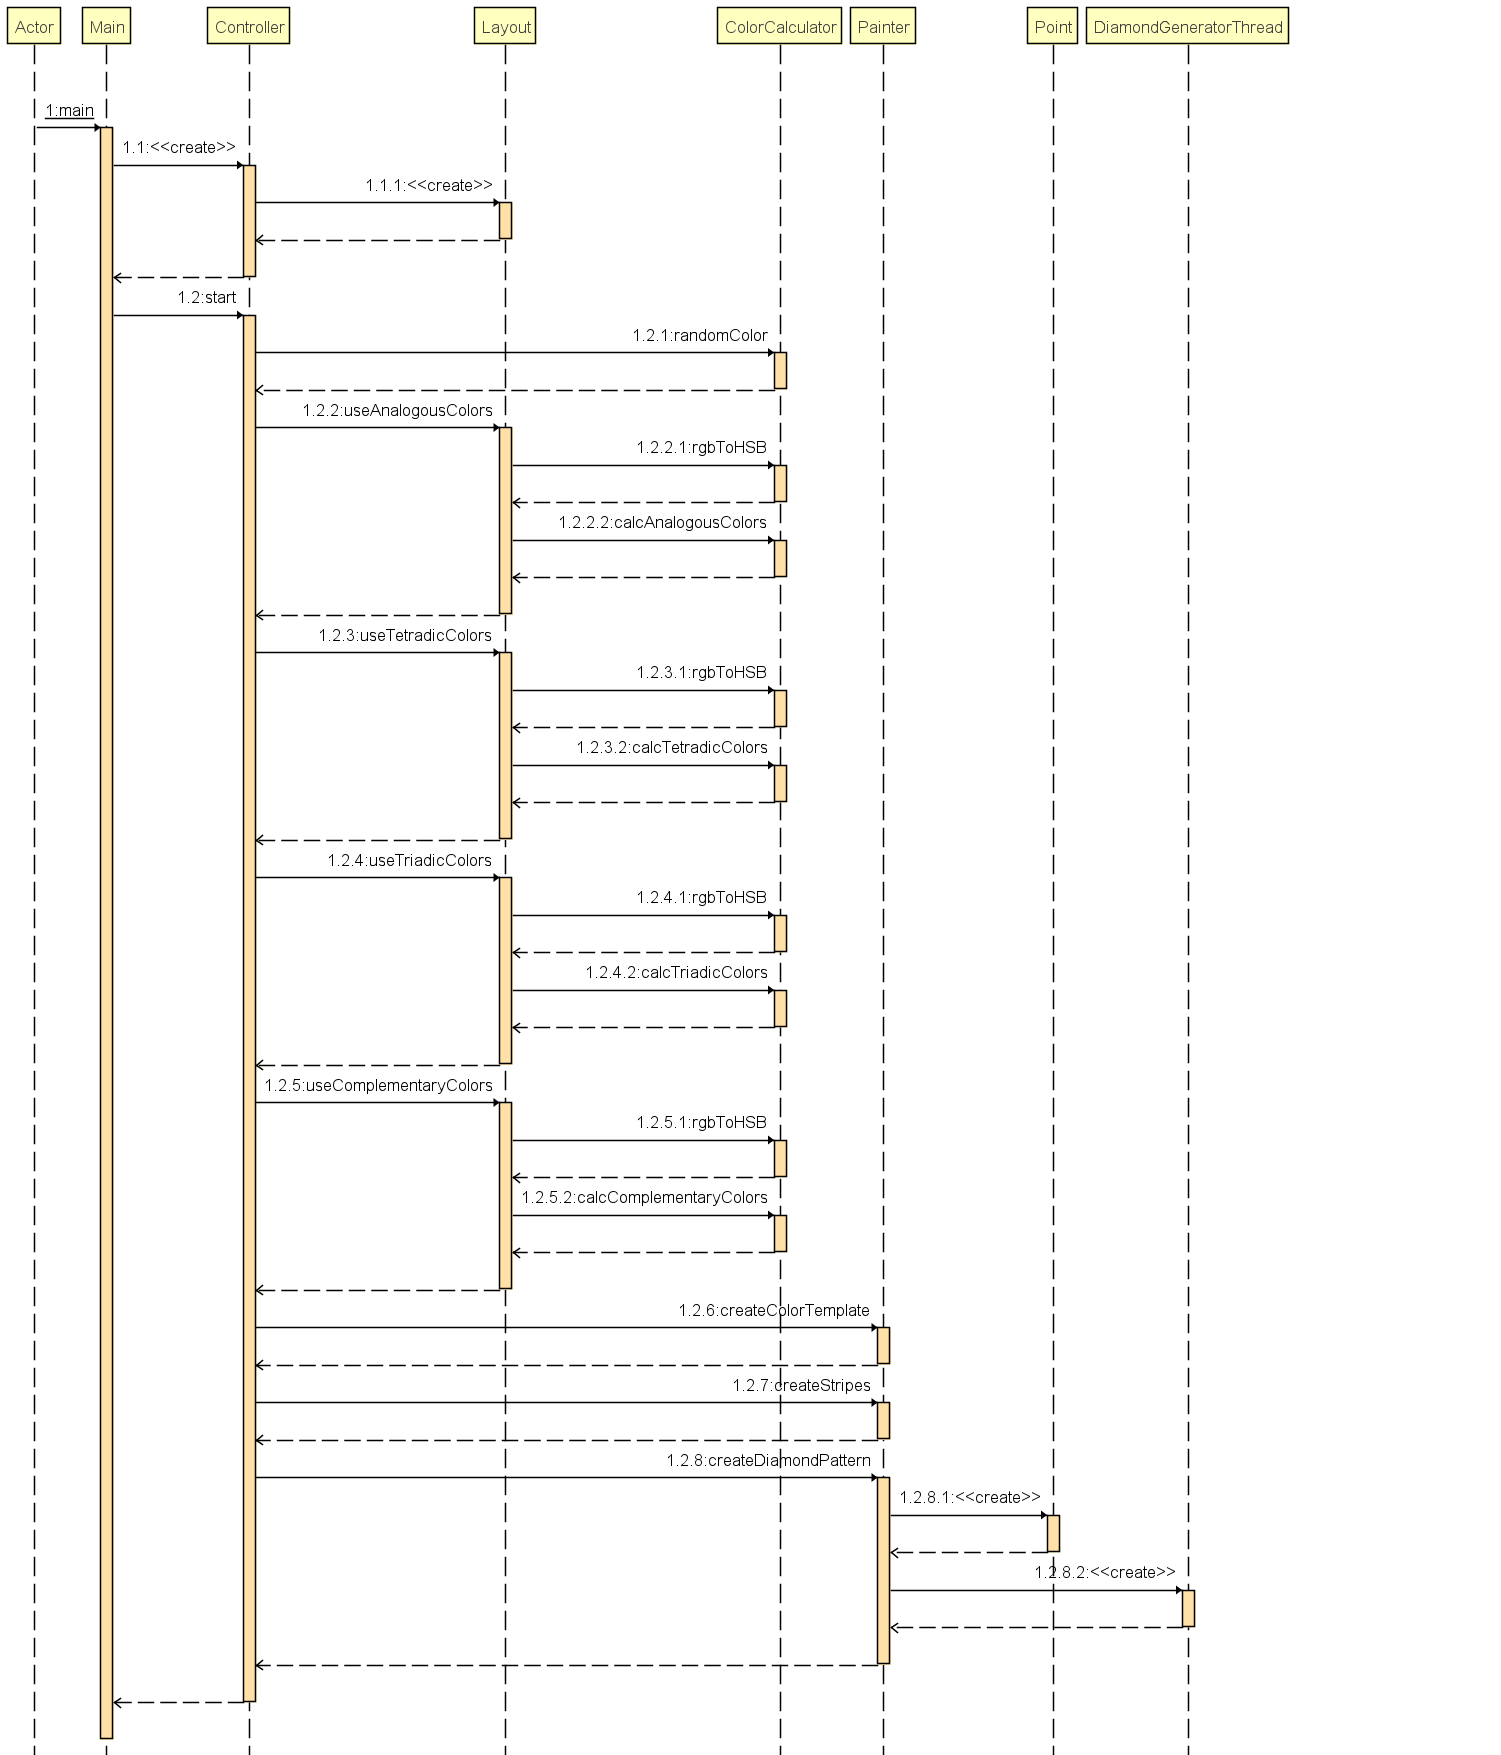 Actor
Main
Controller
Layout
ColorCalculator
Painter
Point
DiamondGeneratorThread
1:main
1.1:<<create>>
1.1.1:<<create>>
1.2:start
1.2.1:randomColor
1.2.2:useAnalogousColors
1.2.2.1:rgbToHSB
1.2.2.2:calcAnalogousColors
1.2.3:useTetradicColors
1.2.3.1:rgbToHSB
1.2.3.2:calcTetradicColors
1.2.4:useTriadicColors
1.2.4.1:rgbToHSB
1.2.4.2:calcTriadicColors
1.2.5:useComplementaryColors
1.2.5.1:rgbToHSB
1.2.5.2:calcComplementaryColors
1.2.6:createColorTemplate
1.2.7:createStripes
1.2.8:createDiamondPattern
1.2.8.1:<<create>>
1.2.8.2:<<create>>